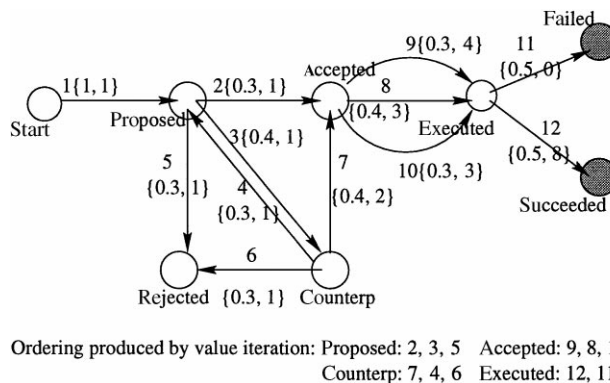 Failed
9{0.3, 4}
11
{0.5, 0}
Accepted
1{1, 1}
2{0.3, 1}
8
{0.4, 3}
Start
Proposed
Executed
3{0.4, 1}
12
{0.5, 8}
5
{0.3, 1}
4
{0.3, 1}
7
{0.4, 2}
10{0.3, 3}
Succeeded
6
{0.3, 1}
Rejected
Counterp
Ordering produced by value iteration: Proposed: 2, 3, 5 Accepted: 9, 8,
Counterp: 7, 4, 6 Executed: 12, 11